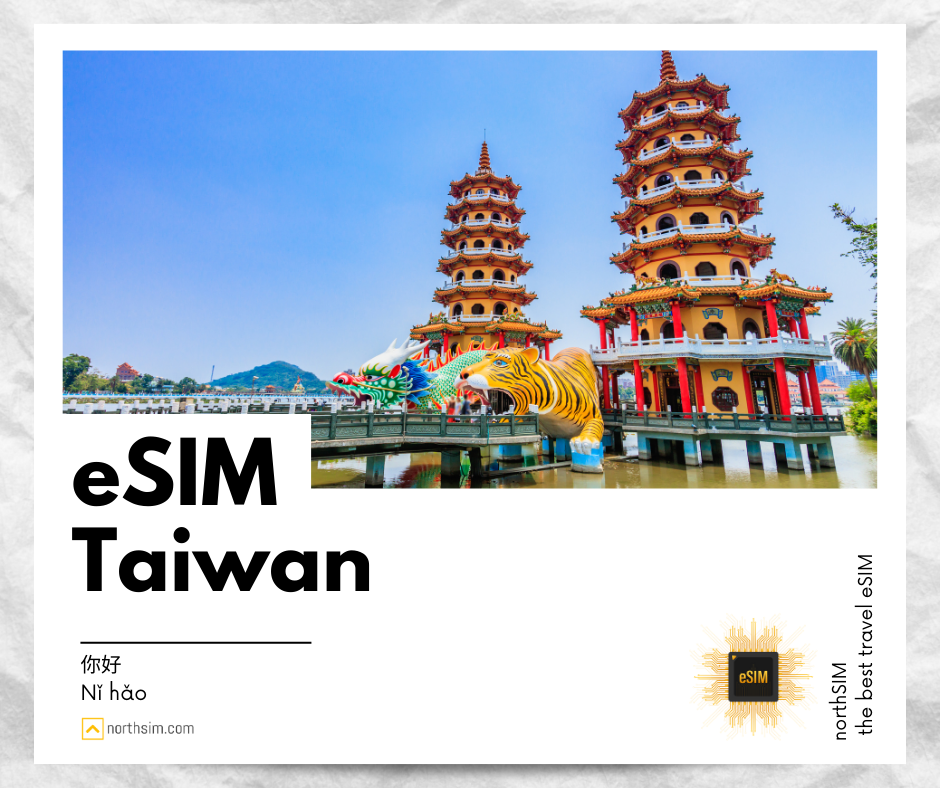 eSIM
Taiwan
你好
Nǐ hǎo
northsim.com
eSIM
northSIM
the best travel eSIM